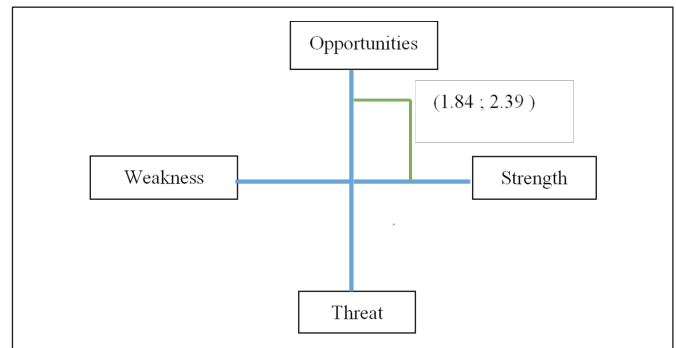 Opportunities
(1.84 ; 2.39 )
Weakness
Strength
Threat